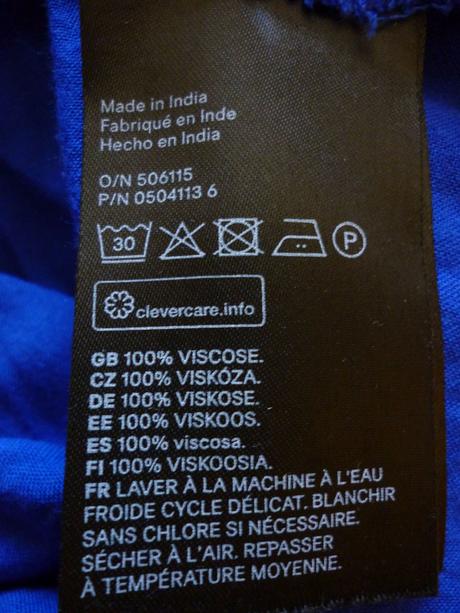 Made in India
Fabriqué en Inde
Hecho en India
O/N 506115
P/N 0504113 6
30 P
clevercare.info
GB 100% VISCOSE.
CZ 100% VISKÓZA.
DE 100% VISKOSE.
EE 100% VISKOOS.
ES 100% viscosa.
FI 100% VISKOOSIA.
FR LAVER À LA MACHINE À L'EAU
FROIDE CYCLE DÉLICAT. BLANCHIR
SANS CHLORE SI NÉCESSAIRE.
SÉCHER À L'AIR. REPASSER
À TEMPÉRATURE MOYENNE.